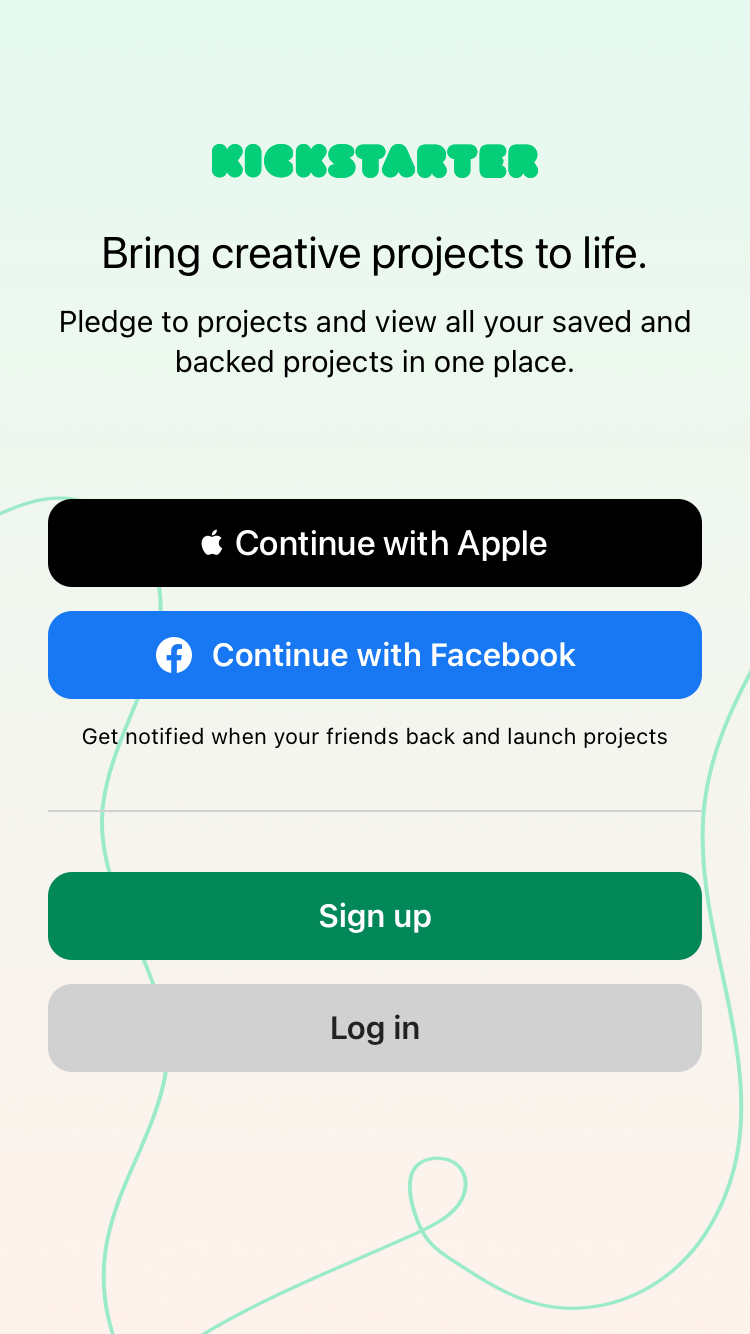 KICKSTARTER
Bring creative projects to life.
Pledge to projects and view all your saved and
backed projects in one place.
Continue with Apple
Continue with Facebook
Get notified when your friends back and launch projects
Sign up
Log in